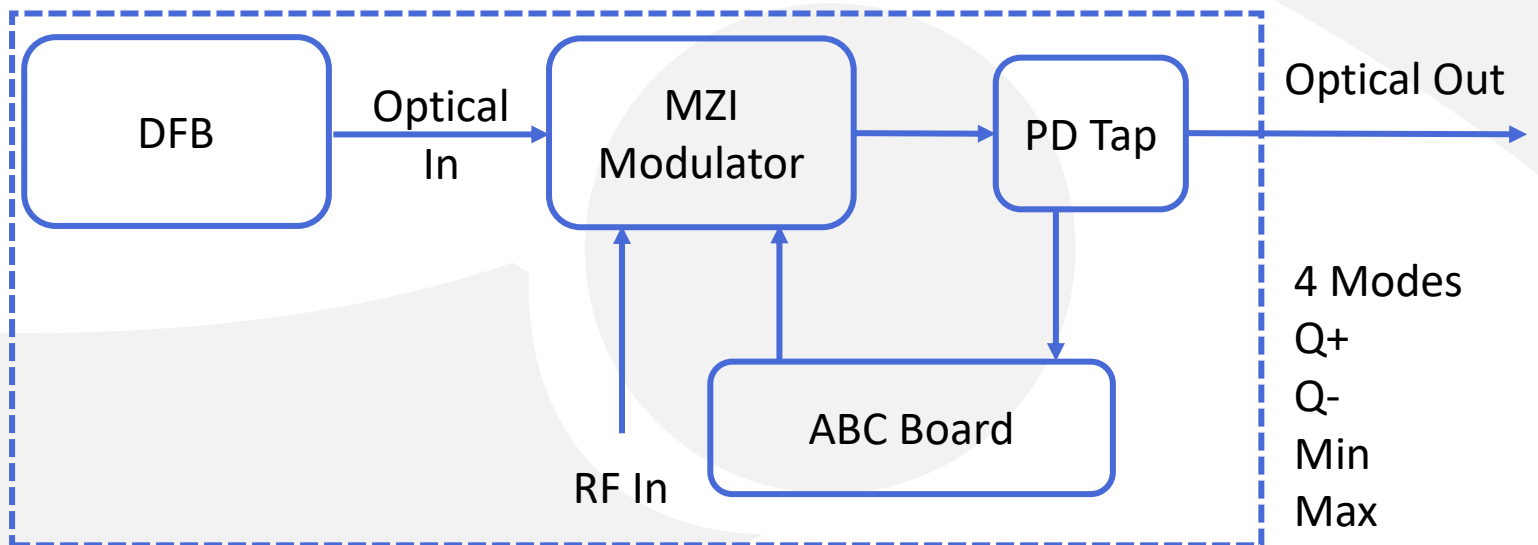 DFB
Optical
In
MZI
Modulator
PD Tap
Optical Out
ABC Board
RF In
4 Modes
Q+
Q-
Min
Max